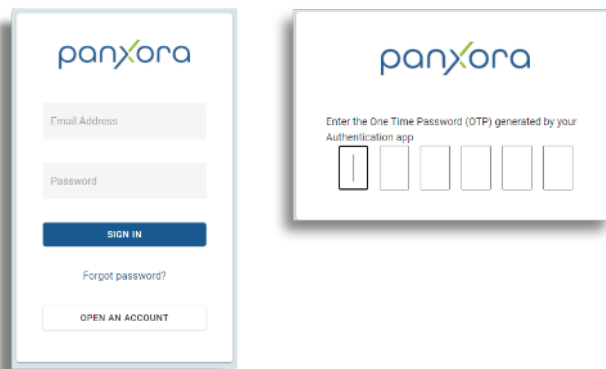 panxora
Email Address
Password
SIGN IN
Forgot password?
OPEN AN ACCOUNT
panxora
Enter the One Time Password (OTP) generated by your
Authentication app